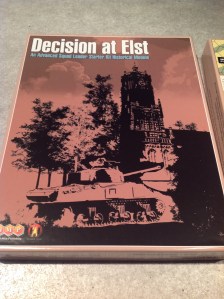 Decision at Elst
An Advanced Squad Leader Starter Kit Historical Module